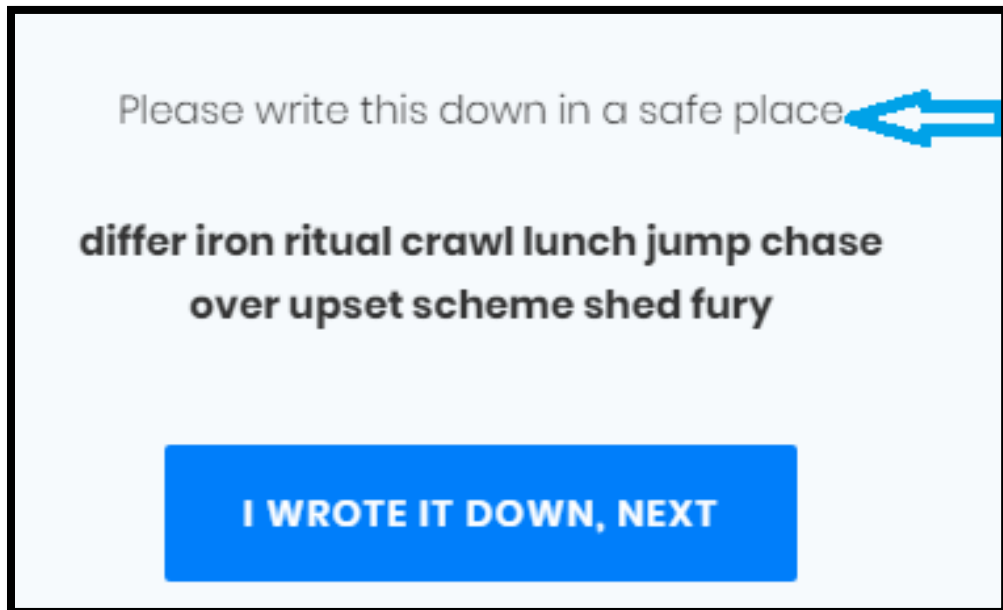 Please write this down in a safe place
differ iron ritual crawl lunch jump chase
over upset scheme shed fury
I WROTE IT DOWN, NEXT